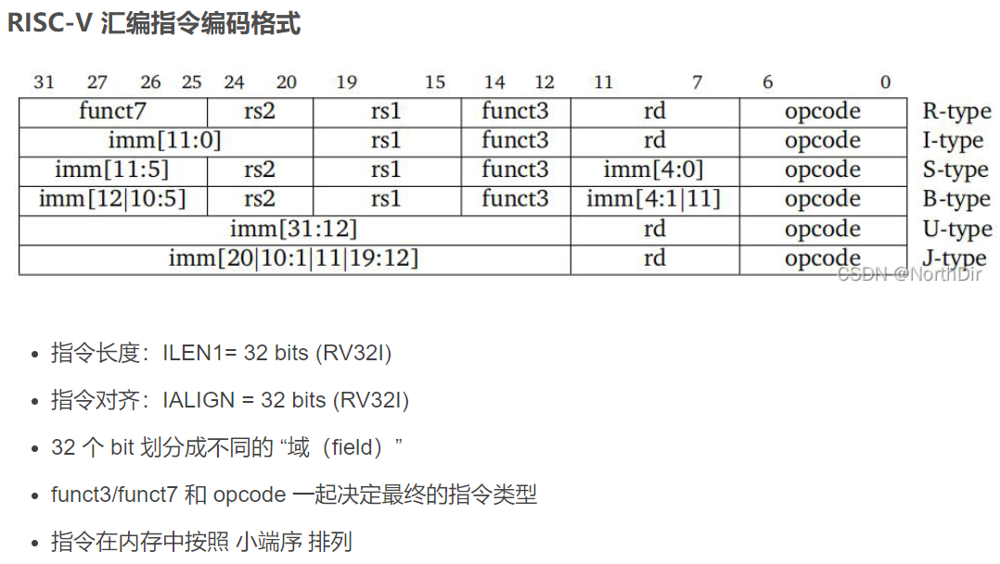 RISC-V 汇编指令编码格式
31 27 26 25 24 20 19 15 14 12 11 7 6 0
funct7 rs2 rs1 funct3 rd opcode R-type
imm[11:0] rs1 funct3 rd opcode I-type
imm[11:5] rs2 rs1 funct3 imm[4:0] opcode S-type
imm[12|10:5] rs2 rs1 funct3 imm[4:1|11] opcode B-type
imm[31:12] rd opcode U-type
imm[20|10:1|11|19:12] rd opcode J-type
CSDN @NorthDir
• 指令长度：ILEN1= 32 bits (RV32I)
• 指令对齐：IALIGN = 32 bits (RV32I)
• 32 个 bit 划分成不同的 “域（field）”
• funct3/funct7 和 opcode 一起决定最终的指令类型
• 指令在内存中按照 小端序 排列